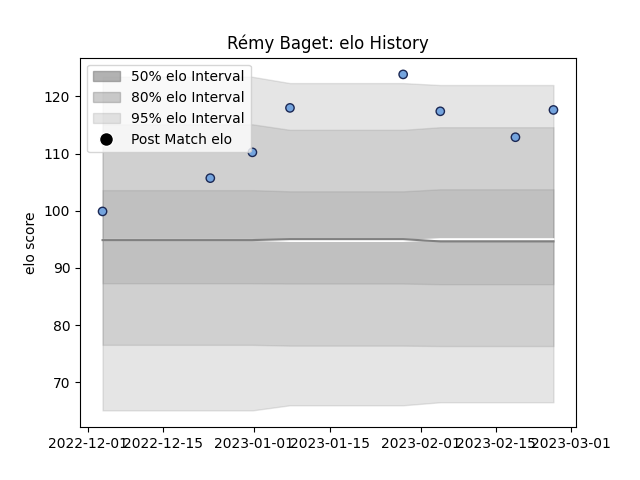 Rémy Baget: elo History
50% elo Interval
80% elo Interval
95% elo Interval
Post Match elo
elo score
120
110
100
90
80
70
2022-12-01
2022-12-15
2023-01-01
2023-01-15
2023-02-01
2023-02-15
2023-03-01